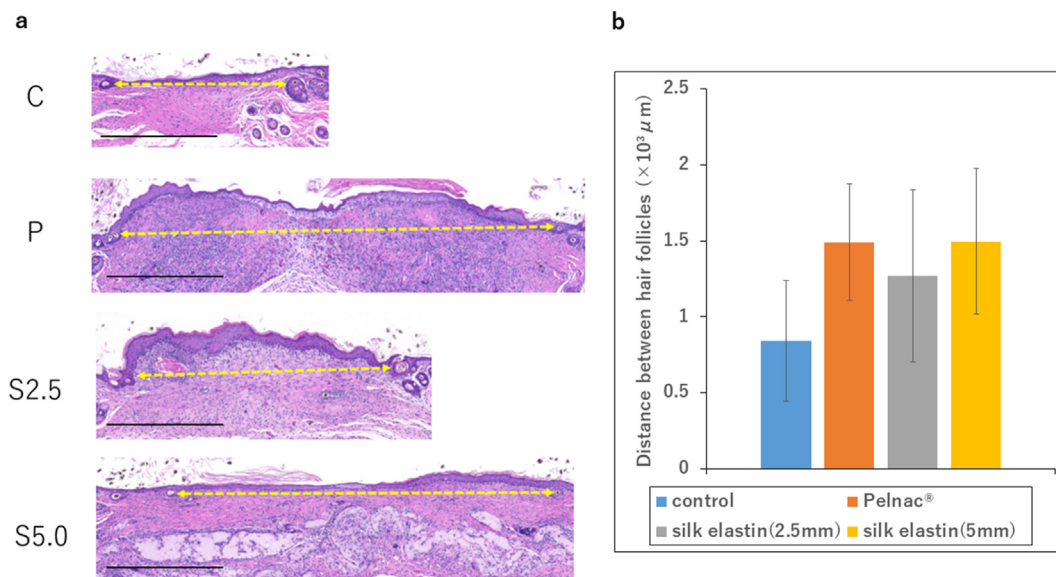 a
C
P
S2.5
S5.0
b
Distance between hair follicles (×10³ μm)
2.5
2
1.5
1
0.5
0
control
Pelnac®
silk elastin(2.5mm)
silk elastin(5mm)